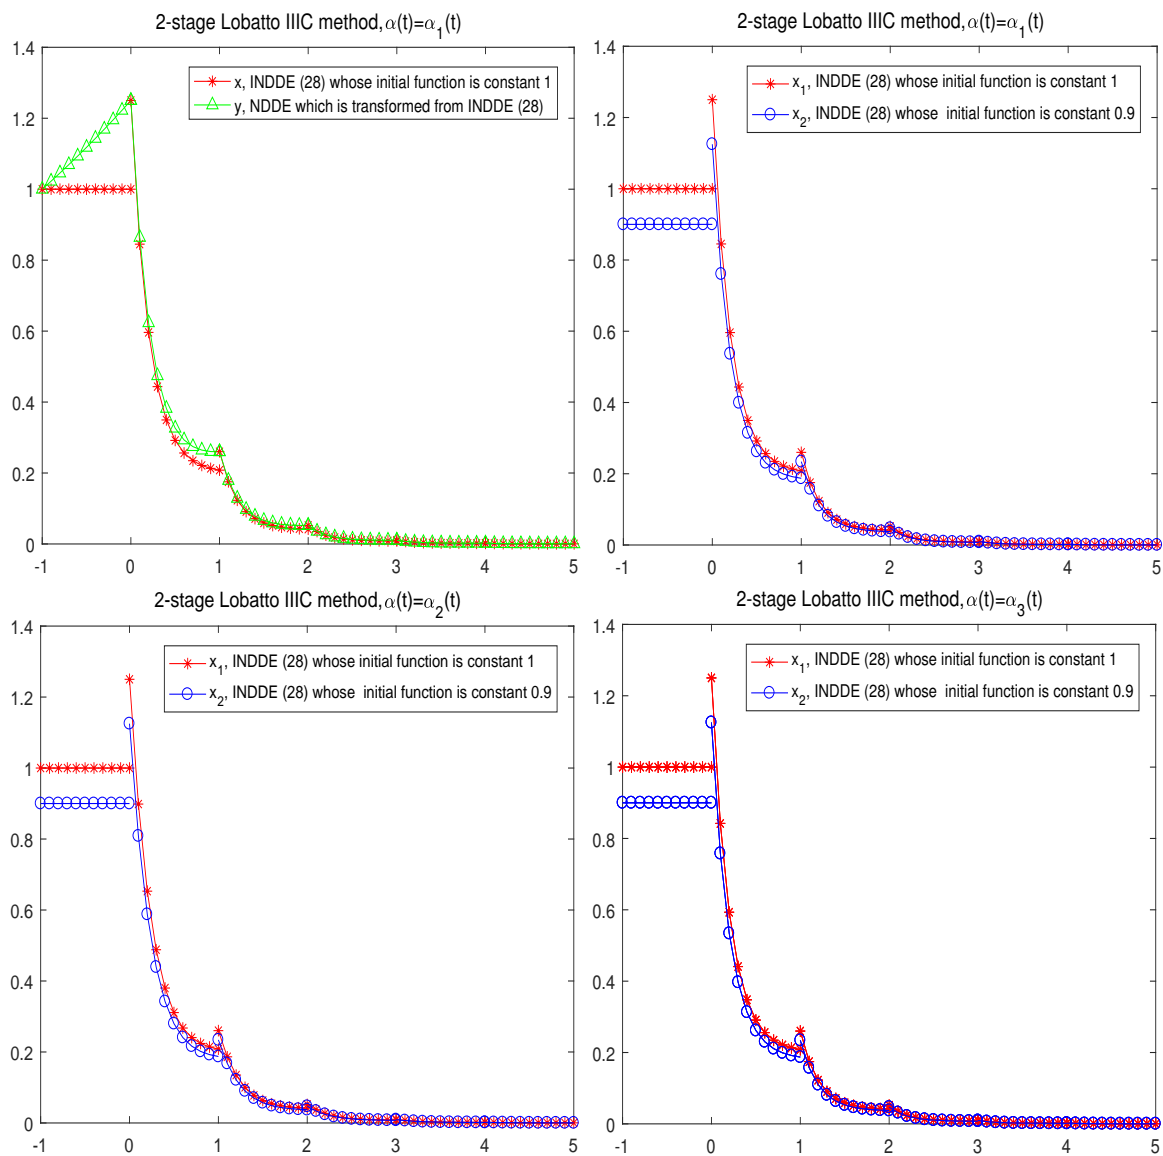 2-stage Lobatto IIIC method,α(t)=α₁(t)
1.4
1.2
1
0.8
0.6
0.4
0.2
0
-1 0 1 2 3 4 5
x, INDDE (28) whose initial function is constant 1
y, NDDE which is transformed from INDDE (28)
2-stage Lobatto IIIC method,α(t)=α₁(t)
1.4
1.2
1
0.8
0.6
0.4
0.2
0
-1 0 1 2 3 4 5
x₁, INDDE (28) whose initial function is constant 1
x₂, INDDE (28) whose initial function is constant 0.9
2-stage Lobatto IIIC method,α(t)=α₂(t)
1.4
1.2
1
0.8
0.6
0.4
0.2
0
-1 0 1 2 3 4 5
x₁, INDDE (28) whose initial function is constant 1
x₂, INDDE (28) whose initial function is constant 0.9
2-stage Lobatto IIIC method,α(t)=α₃(t)
1.4
1.2
1
0.8
0.6
0.4
0.2
0
-1 0 1 2 3 4 5
x₁, INDDE (28) whose initial function is constant 1
x₂, INDDE (28) whose initial function is constant 0.9